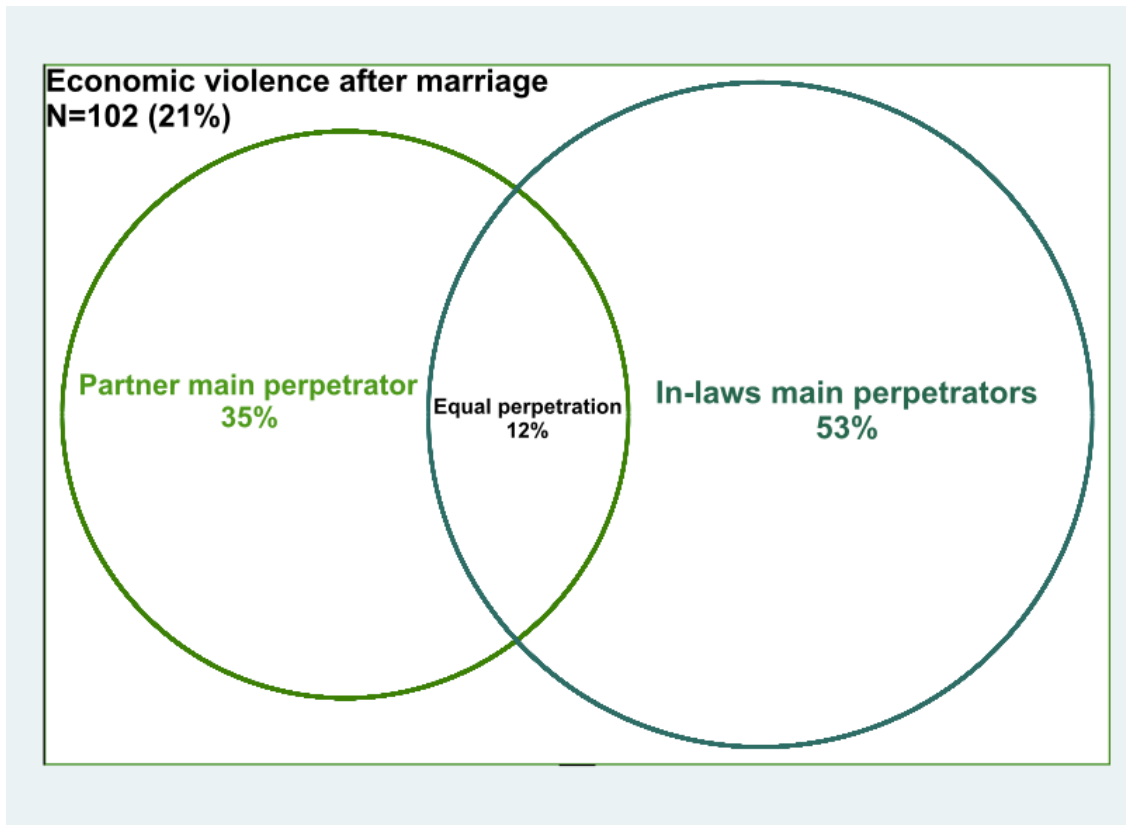 Economic violence after marriage
N=102 (21%)
Partner main perpetrator
35%
Equal perpetration
12%
In-laws main perpetrators
53%